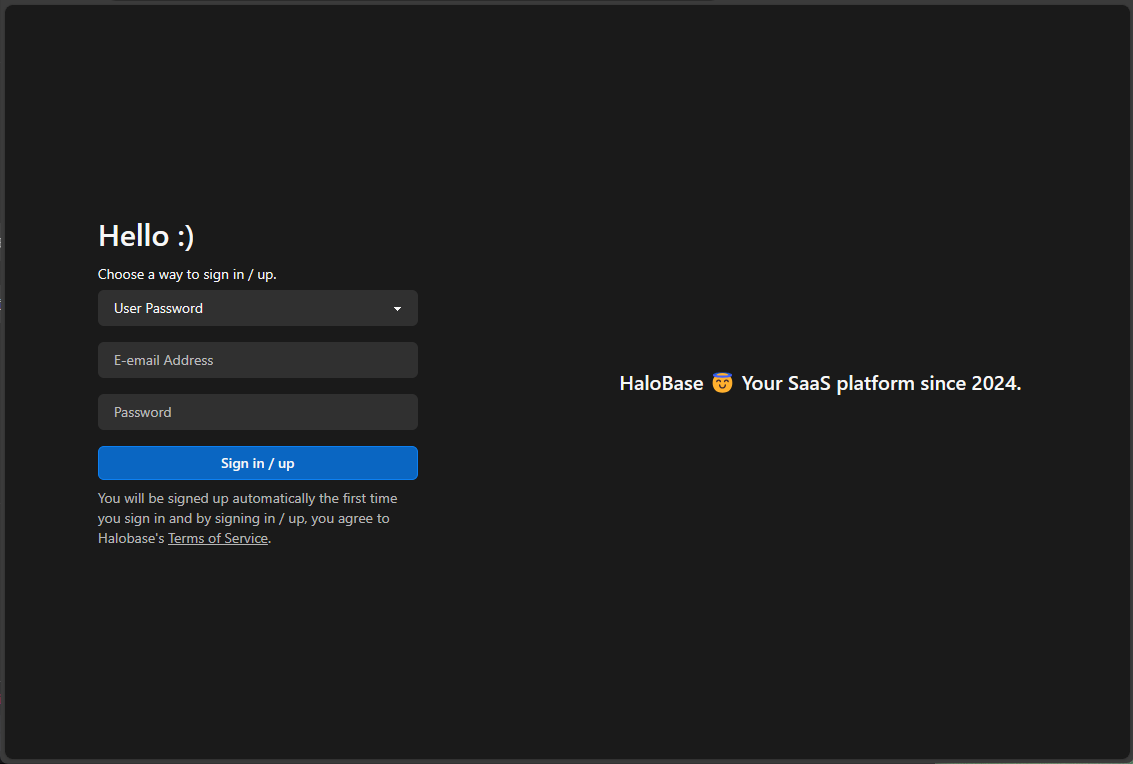 Hello :)
Choose a way to sign in / up.
User Password
E-email Address
Password
Sign in / up
You will be signed up automatically the first time
you sign in and by signing in / up, you agree to
Halobase's Terms of Service.
HaloBase 😇 Your SaaS platform since 2024.